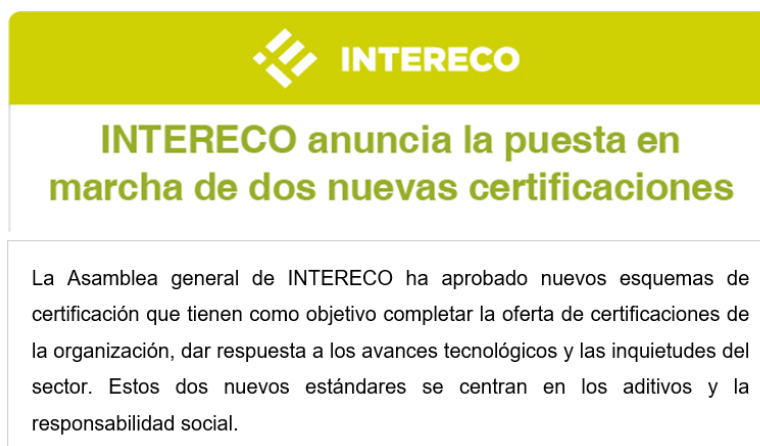 INTERECO
INTERECO anuncia la puesta en
marcha de dos nuevas certificaciones
La Asamblea general de INTERECO ha aprobado nuevos esquemas de
certificación que tienen como objetivo completar la oferta de certificaciones de
la organización, dar respuesta a los avances tecnológicos y las inquietudes del
sector. Estos dos nuevos estándares se centran en los aditivos y la
responsabilidad social.